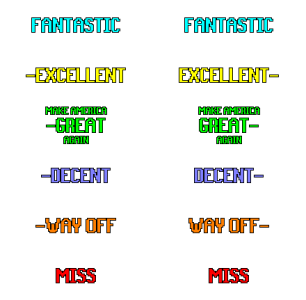 FANTASTIC FANTASTIC
-EXCELLENT EXCELLENT-
MAKE AMERICA MAKE AMERICA
-GREAT GREAT-
AGAIN AGAIN
-DECENT DECENT-
-WAY OFF WAY OFF-
MISS MISS